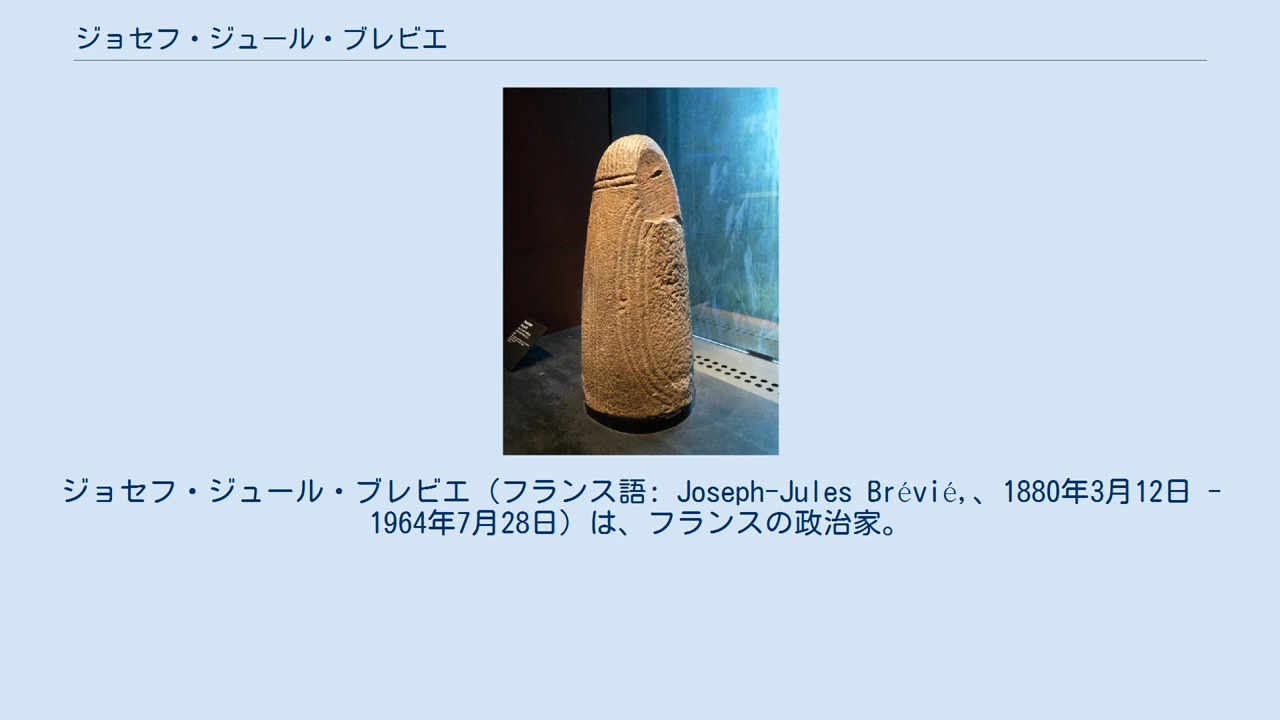 ジョセフ・ジュール・ブレビエ
ジョセフ・ジュール・ブレビエ（フランス語: Joseph-Jules Brévié,、1880年3月12日 -
1964年7月28日）は、フランスの政治家。